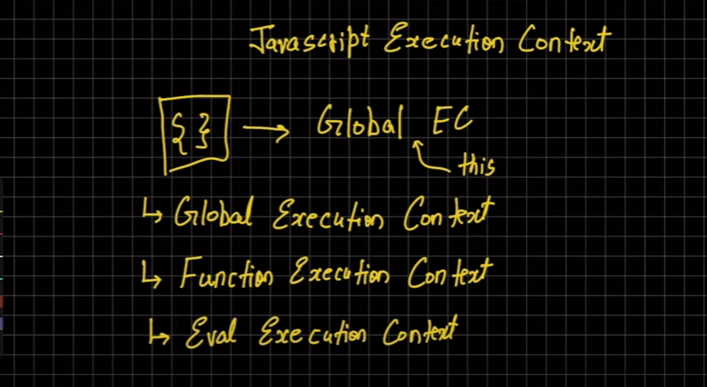 Javascript Execution Context
{ } → Global EC
this
↳ Global Execution Context
↳ Function Execution Context
↳ Eval Execution Context